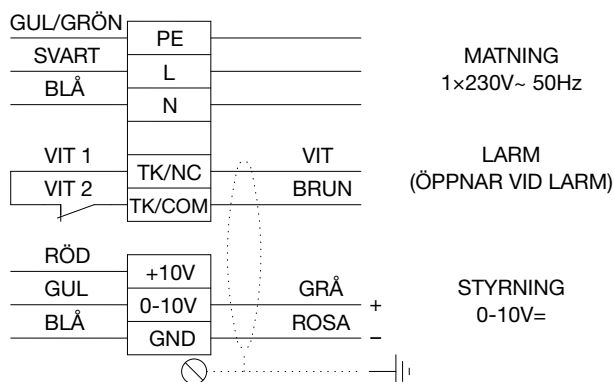 GUL/GRÖN PE
SVART L MATNING
BLÅ N 1×230V~ 50Hz
VIT 1 TK/NC VIT LARM
VIT 2 TK/COM BRUN (ÖPPNAR VID LARM)
RÖD +10V
GUL 0-10V GRÅ + STYRNING
BLÅ GND ROSA − 0-10V=